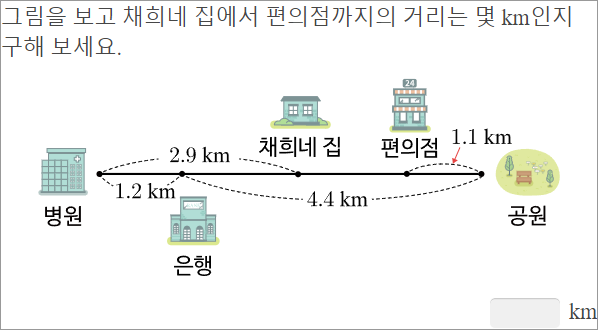 그림을 보고 채희네 집에서 편의점까지의 거리는 몇 km인지
구해 보세요.
24
채희네 집
편의점
1.1 km
2.9 km
1.2 km
4.4 km
병원
공원
은행
km